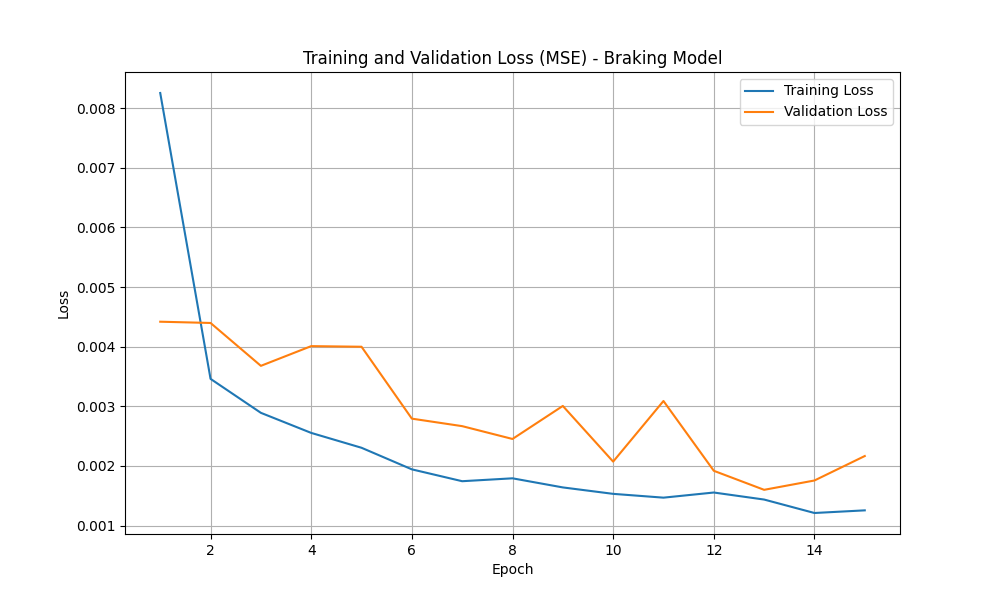 Training and Validation Loss (MSE) - Braking Model
Training Loss
Validation Loss
0.008
0.007
0.006
0.005
0.004
0.003
0.002
0.001
Loss
2 4 6 8 10 12 14
Epoch